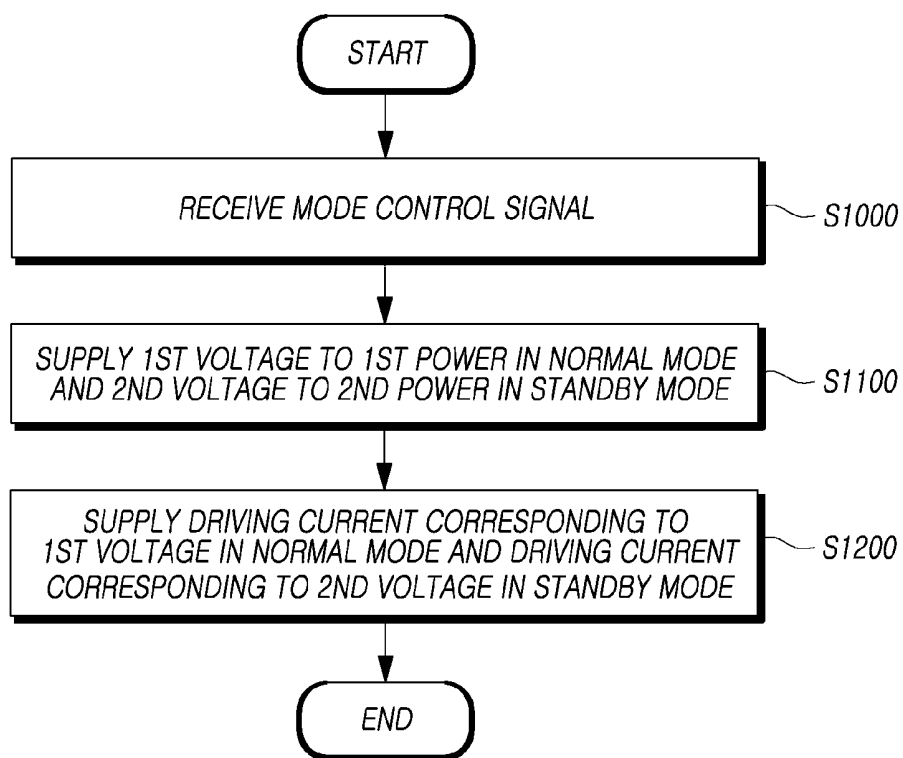 START
RECEIVE MODE CONTROL SIGNAL
S1000
SUPPLY 1ST VOLTAGE TO 1ST POWER IN NORMAL MODE
AND 2ND VOLTAGE TO 2ND POWER IN STANDBY MODE
S1100
SUPPLY DRIVING CURRENT CORRESPONDING TO
1ST VOLTAGE IN NORMAL MODE AND DRIVING CURRENT
CORRESPONDING TO 2ND VOLTAGE IN STANDBY MODE
S1200
END